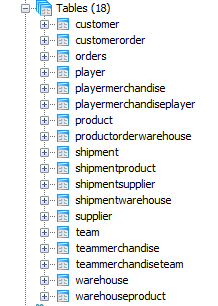 Tables (18)
customer
customerorder
orders
player
playermerchandise
playermerchandiseplayer
product
productorderwarehouse
shipment
shipmentproduct
shipmentsupplier
shipmentwarehouse
supplier
team
teammerchandise
teammerchandiseteam
warehouse
warehouseproduct